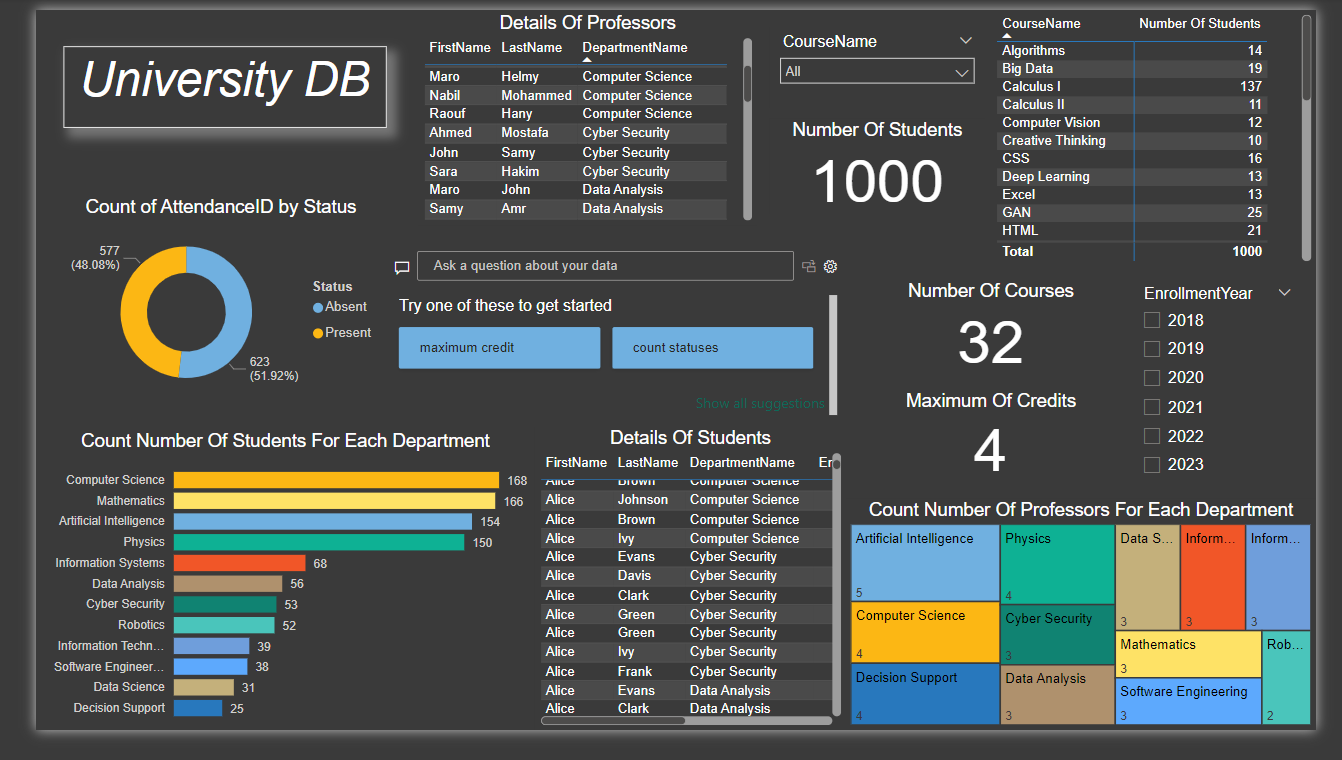 University DB
Details Of Professors
FirstName LastName DepartmentName
Maro Helmy Computer Science
Nabil Mohammed Computer Science
Raouf Hany Computer Science
Ahmed Mostafa Cyber Security
John Samy Cyber Security
Sara Hakim Cyber Security
Maro John Data Analysis
Samy Amr Data Analysis
CourseName
All
Number Of Students
1000
CourseName Number Of Students
Algorithms 14
Big Data 19
Calculus I 137
Calculus II 11
Computer Vision 12
Creative Thinking 10
CSS 16
Deep Learning 13
Excel 13
GAN 25
HTML 21
Total 1000
Count of AttendanceID by Status
577
(48.08%)
623
(51.92%)
Status
Absent
Present
Ask a question about your data
Try one of these to get started
maximum credit
count statuses
Show all suggestions
Number Of Courses
32
Maximum Of Credits
4
EnrollmentYear
2018
2019
2020
2021
2022
2023
Count Number Of Students For Each Department
Computer Science 168
Mathematics 166
Artificial Intelligence 154
Physics 150
Information Systems 68
Data Analysis 56
Cyber Security 53
Robotics 52
Information Techn... 39
Software Engineer... 38
Data Science 31
Decision Support 25
Details Of Students
FirstName LastName DepartmentName Er
Alice Brown Computer Science
Alice Johnson Computer Science
Alice Brown Computer Science
Alice Ivy Computer Science
Alice Evans Cyber Security
Alice Davis Cyber Security
Alice Clark Cyber Security
Alice Green Cyber Security
Alice Green Cyber Security
Alice Ivy Cyber Security
Alice Frank Cyber Security
Alice Evans Data Analysis
Alice Clark Data Analysis
Count Number Of Professors For Each Department
Artificial Intelligence
5
Computer Science
4
Decision Support
4
Physics
4
Cyber Security
3
Data Analysis
3
Data S...
3
Inform...
3
Inform...
3
Mathematics
3
Software Engineering
3
Rob...
2